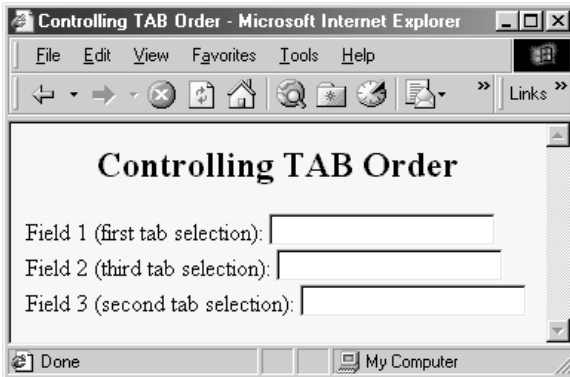 Controlling TAB Order - Microsoft Internet Explorer
File Edit View Favorites Tools Help
» Links »
Controlling TAB Order
Field 1 (first tab selection):
Field 2 (third tab selection):
Field 3 (second tab selection):
Done My Computer